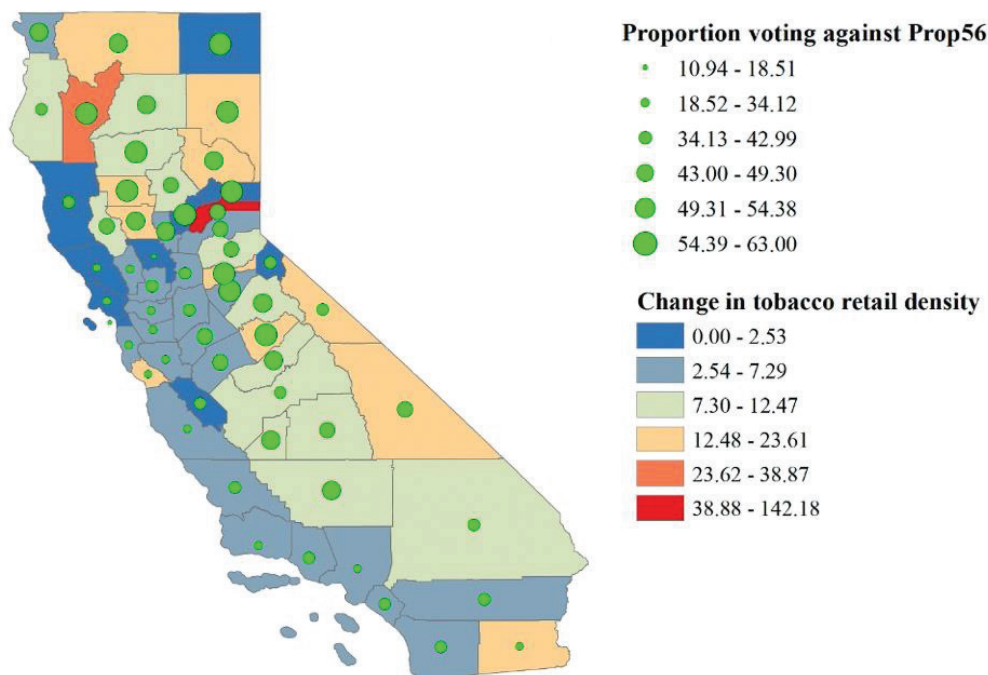 Proportion voting against Prop56
10.94 - 18.51
18.52 - 34.12
34.13 - 42.99
43.00 - 49.30
49.31 - 54.38
54.39 - 63.00
Change in tobacco retail density
0.00 - 2.53
2.54 - 7.29
7.30 - 12.47
12.48 - 23.61
23.62 - 38.87
38.88 - 142.18